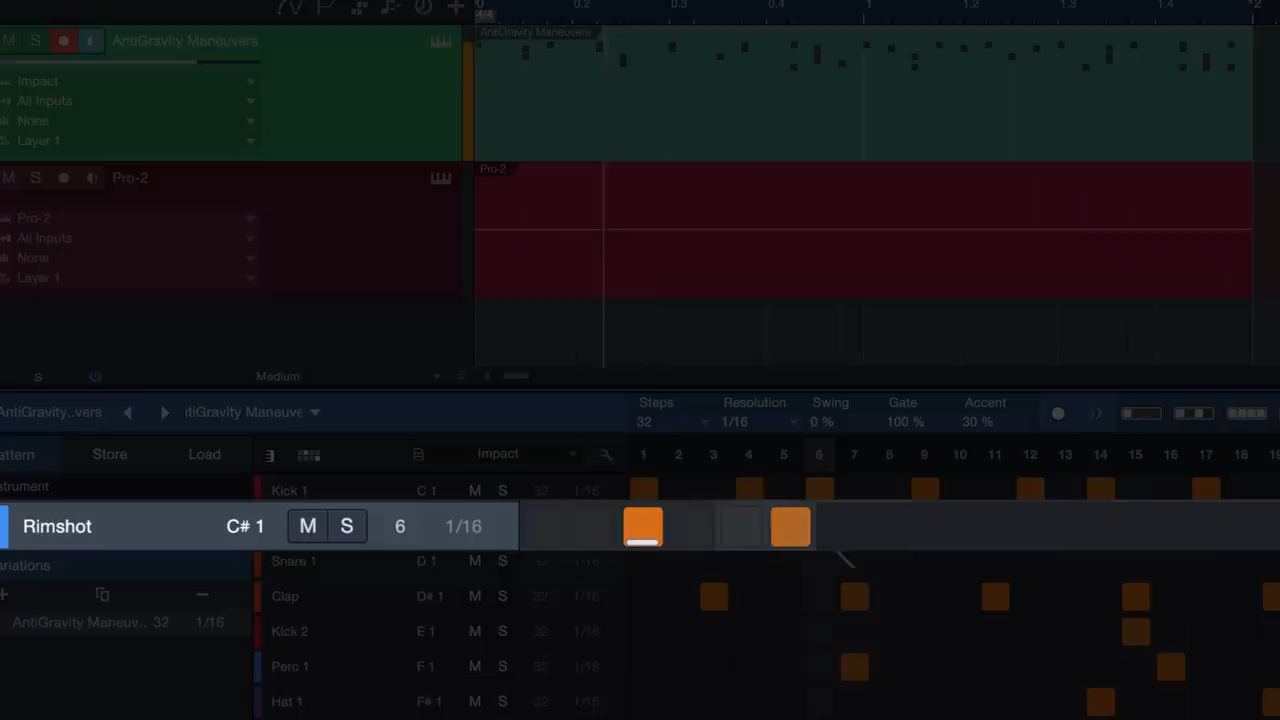 0 0.2 0.3 0.4 1 1.2 1.3 1.4 2
4/4
M S AntiGravity Maneuvers
AntiGravity Maneuvers
Impact
All Inputs
None
Layer 1
M S Pro-2
Pro-2
Pro-2
All Inputs
None
Layer 1
S Medium
AntiGravity..vers itiGravity Maneuve
Steps Resolution Swing Gate Accent
32 1/16 0 % 100 % 30 %
attern Store Load Impact 1 2 3 4 5 6 7 8 9 10 11 12 13 14 15 16 17 18 19
strument
Kick 1 C 1 M S 32 1/16
Rimshot C# 1 M S 6 1/16
ariations
Snare 1 D 1 M S 32 1/16
Clap D# 1 M S 32 1/16
AntiGravity Maneuv.. 32 1/16
Kick 2 E 1 M S 32 1/16
Perc 1 F 1 M S 32 1/16
Hat 1 F# 1 M S 32 1/16